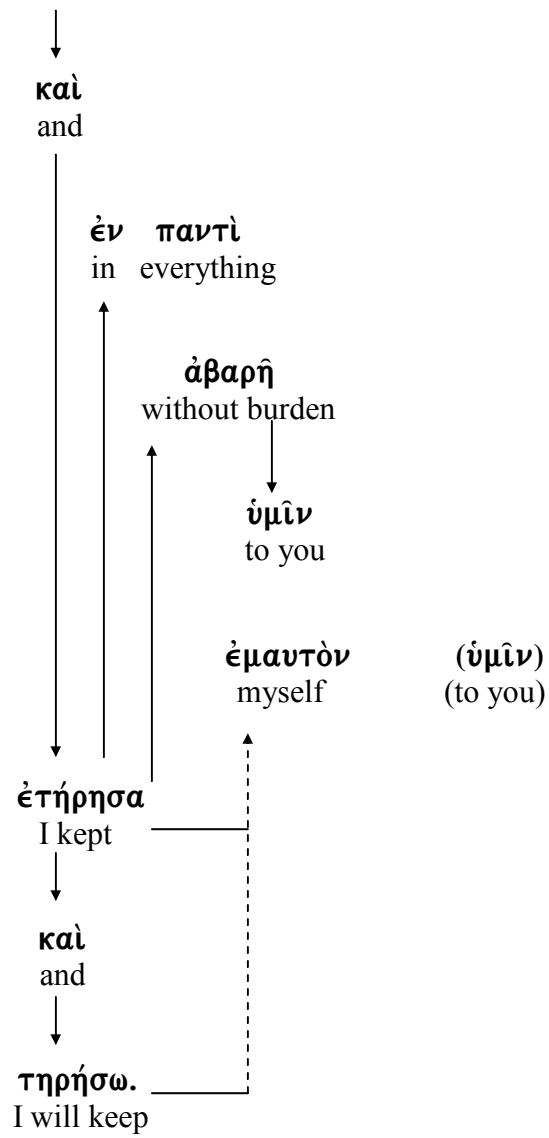 καὶ
and
ἐν παντὶ
in everything
ἀβαρῆ
without burden
ὑμῖν
to you
ἐμαυτὸν (ὑμῖν)
myself (to you)
ἐτήρησα
I kept
καὶ
and
τηρήσω.
I will keep